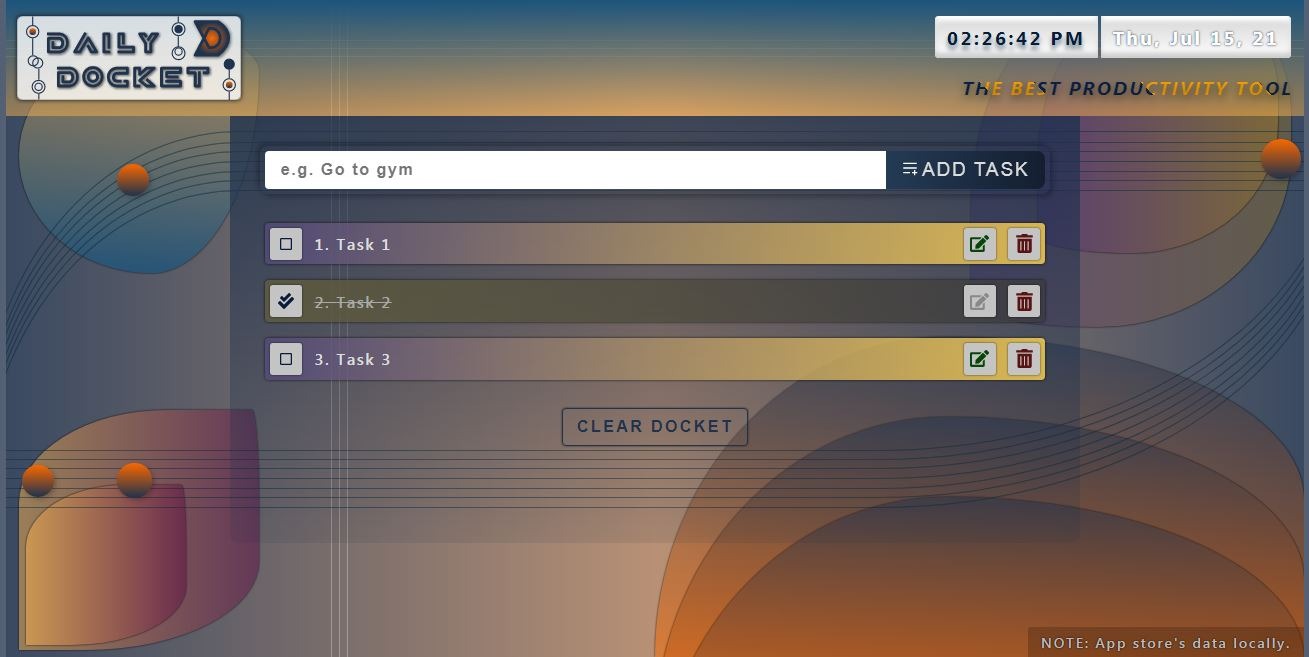 DAILY
DOCKET
02:26:42 PM
Thu, Jul 15, 21
THE BEST PRODUCTIVITY TOOL
e.g. Go to gym
ADD TASK
1. Task 1
2. Task 2
3. Task 3
CLEAR DOCKET
NOTE: App store's data locally.